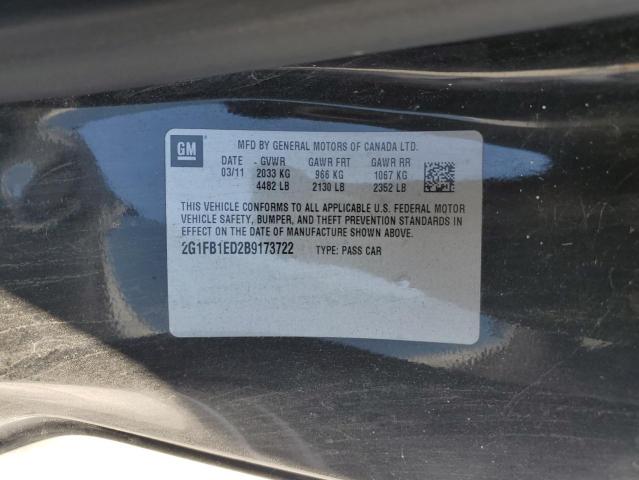 GM
MFD BY GENERAL MOTORS OF CANADA LTD.
DATE GVWR GAWR FRT GAWR RR
03/11 2033 KG 966 KG 1067 KG
4482 LB 2130 LB 2352 LB
THIS VEHICLE CONFORMS TO ALL APPLICABLE U.S. FEDERAL MOTOR
VEHICLE SAFETY, BUMPER, AND THEFT PREVENTION STANDARDS IN
EFFECT ON THE DATE OF MANUFACTURE SHOWN ABOVE.
2G1FB1ED2B9173722 TYPE: PASS CAR